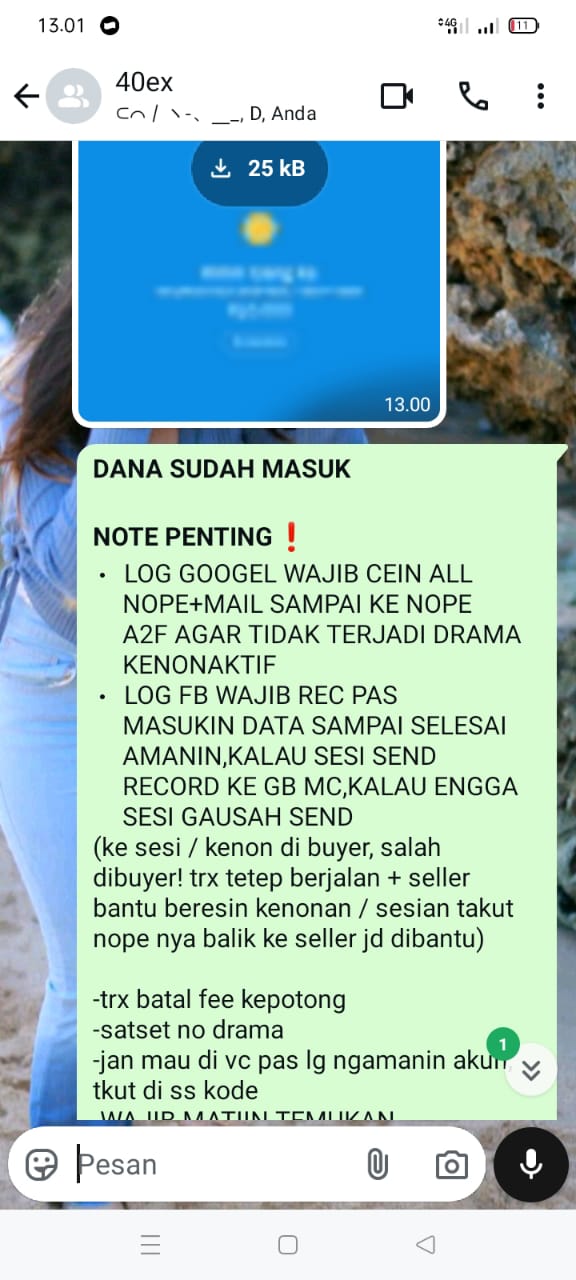 13.01
4G
11
40ex
D, Anda
25 kB
13.00
DANA SUDAH MASUK
NOTE PENTING❗
• LOG GOOGEL WAJIB CEIN ALL
NOPE+MAIL SAMPAI KE NOPE
A2F AGAR TIDAK TERJADI DRAMA
KENONAKTIF
• LOG FB WAJIB REC PAS
MASUKIN DATA SAMPAI SELESAI
AMANIN,KALAU SESI SEND
RECORD KE GB MC,KALAU ENGGA
SESI GAUSAH SEND
(ke sesi / kenon di buyer, salah
dibuyer! trx tetep berjalan + seller
bantu beresin kenonan / sesian takut
nope nya balik ke seller jd dibantu)
-trx batal fee kepotong
-satset no drama
-jan mau di vc pas lg ngamanin akun,
tkut di ss kode
-WAJIB MATIIN TEMUKAN
1
Pesan